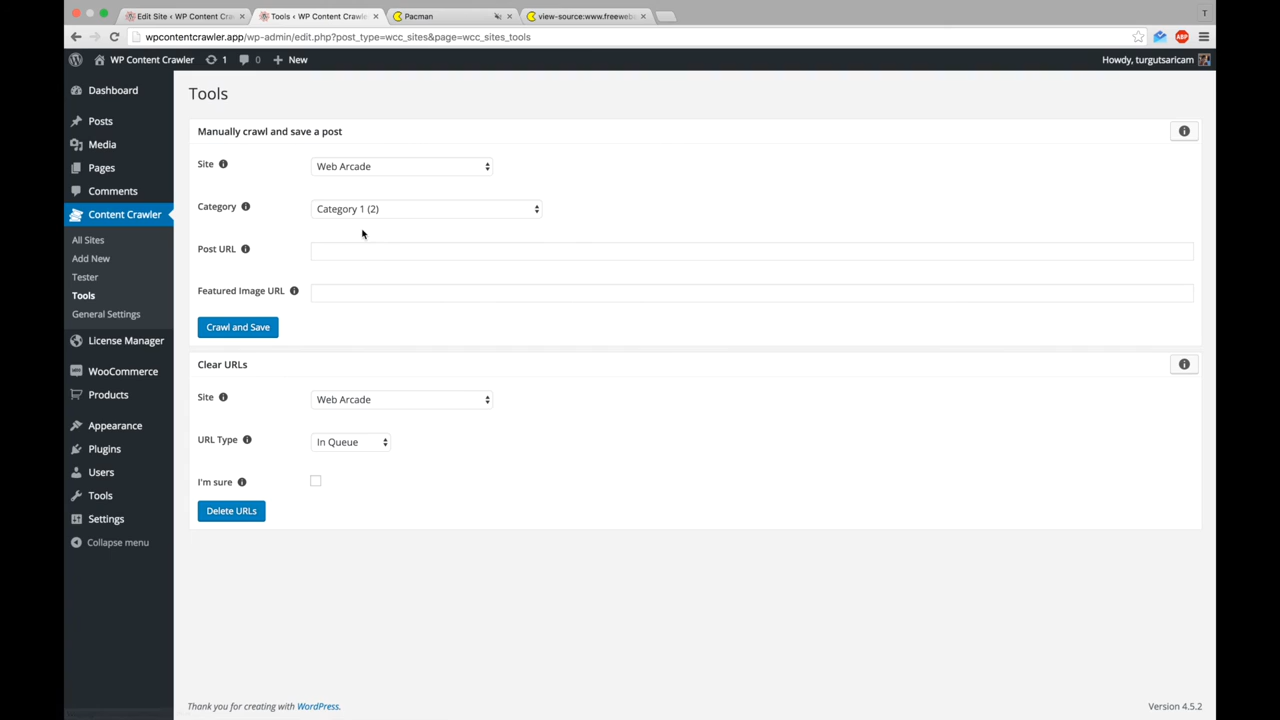 Edit Site ‹ WP Content Cra
Tools ‹ WP Content Crawle
Pacman
view-source:www.freeweb
T
wpcontentcrawler.app/wp-admin/edit.php?post_type=wcc_sites&page=wcc_sites_tools
ABP
WP Content Crawler
1
0
New
Howdy, turgutsaricam
Dashboard
Posts
Media
Pages
Comments
Content Crawler
All Sites
Add New
Tester
Tools
General Settings
License Manager
WooCommerce
Products
Appearance
Plugins
Users
Tools
Settings
Collapse menu
Tools
Manually crawl and save a post
Site
Web Arcade
Category
Category 1 (2)
Post URL
Featured Image URL
Crawl and Save
Clear URLs
Site
Web Arcade
URL Type
In Queue
I'm sure
Delete URLs
Thank you for creating with WordPress.
Version 4.5.2